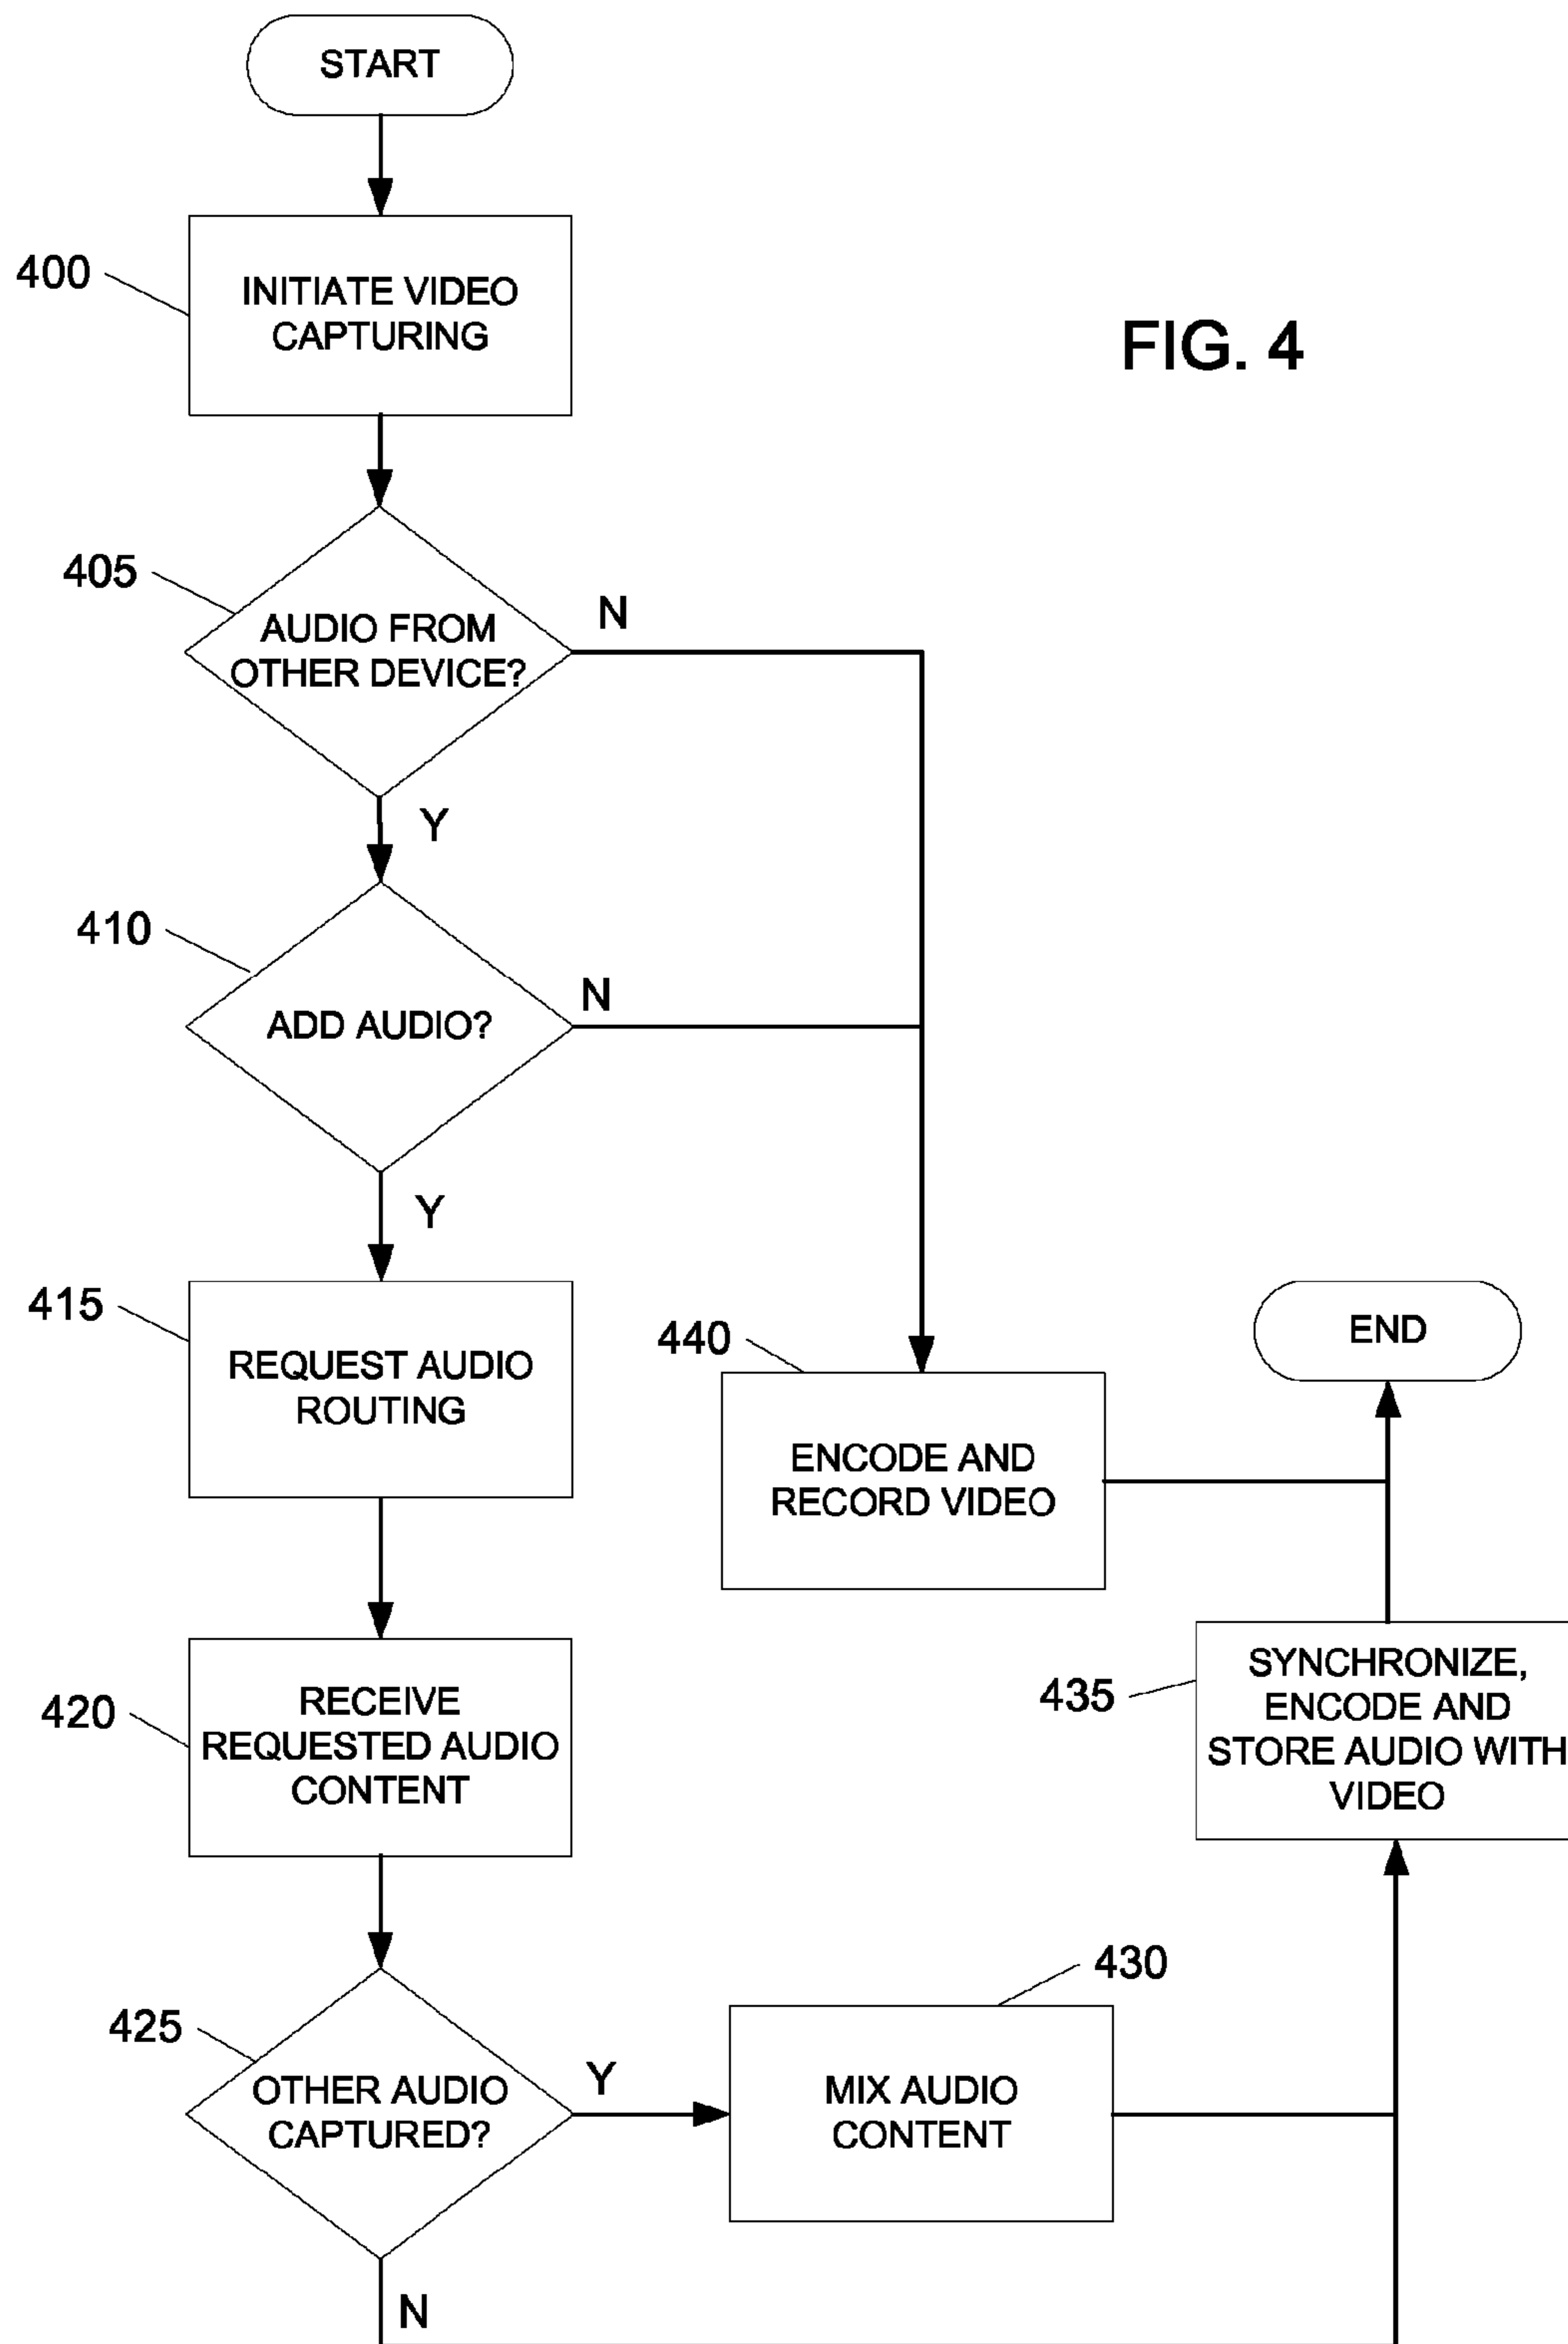 START
400
INITIATE VIDEO
CAPTURING
FIG. 4
405
AUDIO FROM
OTHER DEVICE?
N
Y
410
ADD AUDIO?
N
Y
415
REQUEST AUDIO
ROUTING
440
ENCODE AND
RECORD VIDEO
END
420
RECEIVE
REQUESTED AUDIO
CONTENT
435
SYNCHRONIZE,
ENCODE AND
STORE AUDIO WITH
VIDEO
425
OTHER AUDIO
CAPTURED?
Y
430
MIX AUDIO
CONTENT
N